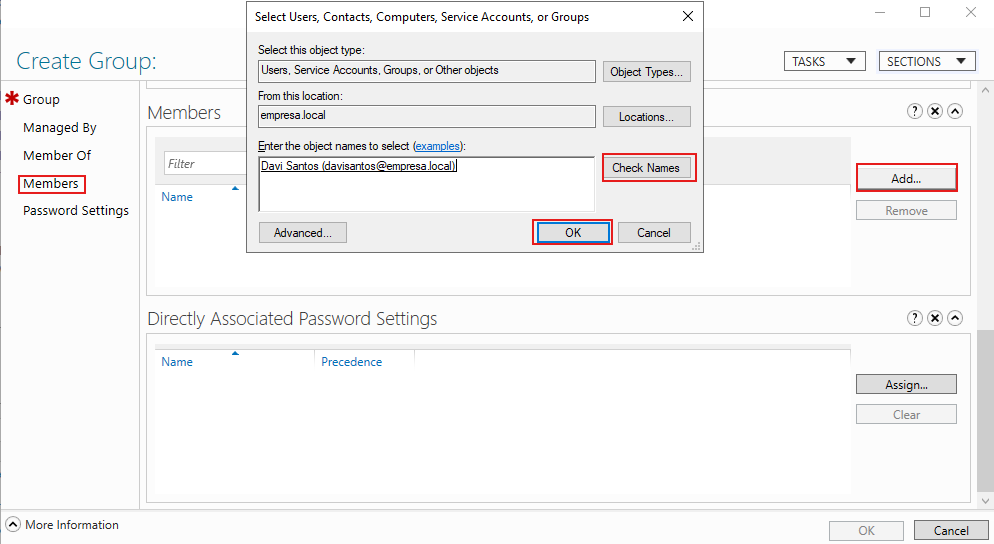 Select Users, Contacts, Computers, Service Accounts, or Groups
Select this object type:
Users, Service Accounts, Groups, or Other objects
Object Types...
From this location:
empresa.local
Locations...
Enter the object names to select (examples):
Davi Santos (davisantos@empresa.local)
Check Names
Advanced...
OK
Cancel
Create Group:
TASKS
SECTIONS
Group
Managed By
Member Of
Members
Password Settings
Members
Filter
Name
Add...
Remove
Directly Associated Password Settings
Name
Precedence
Assign...
Clear
More Information
OK
Cancel